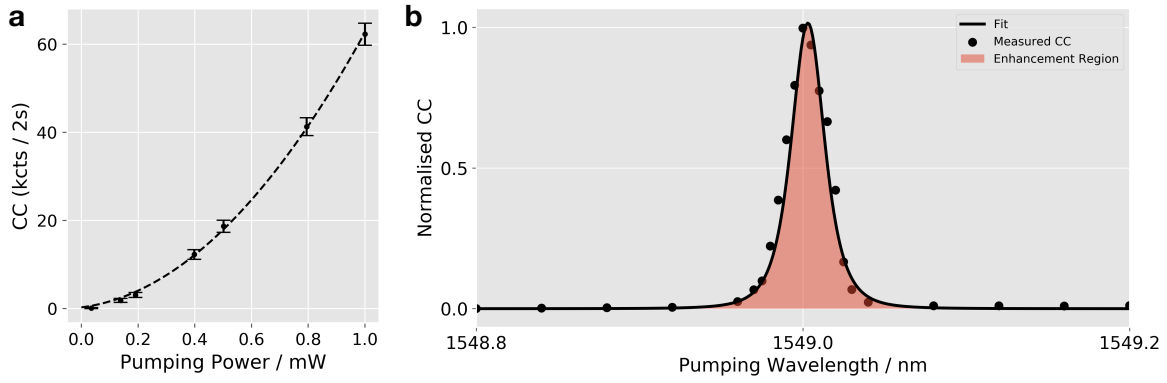 a
CC (kcts / 2s)
60
40
20
0
0.0 0.2 0.4 0.6 0.8 1.0
Pumping Power / mW
b
Normalised CC
1.0
0.5
0.0
Fit
Measured CC
Enhancement Region
1548.8 1549.0 1549.2
Pumping Wavelength / nm